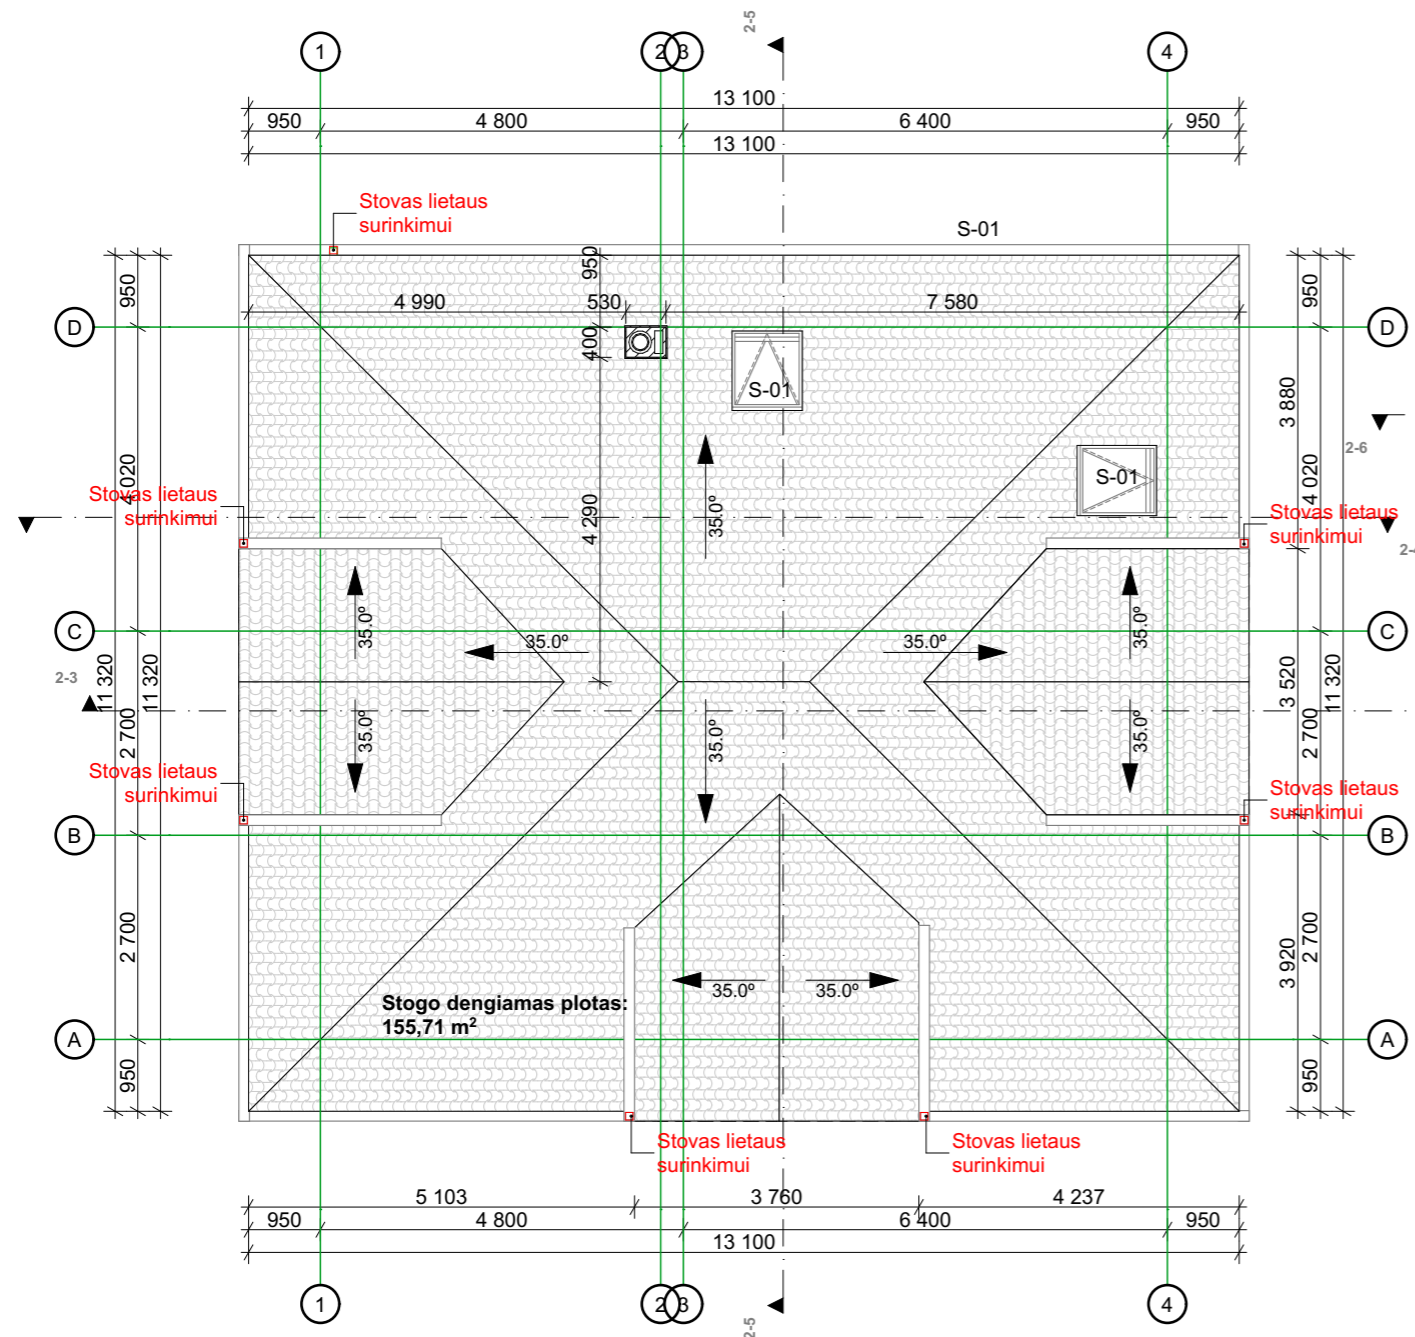 2-5
1
2
3
4
13 100
950
4 800
6 400
950
13 100
Stovas lietaus
surinkimui
S-01
950
950
950
4 990
530
7 580
D
D
400
S-01
3 880
2-6
S-01
4 020
4 020
Stovas lietaus
surinkimui
4 290
35.0º
Stovas lietaus
surinkimui
2-
C
35.0º
35.0º
35.0º
35.0º
C
2-3
11 320
11 320
3 520
11 320
2 700
35.0º
35.0º
35.0º
2 700
Stovas lietaus
surinkimui
Stovas lietaus
surinkimui
B
B
2 700
3 920
2 700
35.0º
35.0º
Stogo dengiamas plotas:
155,71 m²
A
A
950
950
Stovas lietaus
surinkimui
Stovas lietaus
surinkimui
5 103
3 760
4 237
950
4 800
6 400
950
13 100
1
2
3
4
2-5